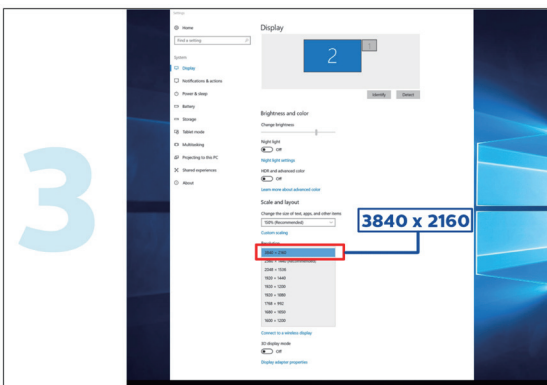 3
Settings
Home
Find a setting
System
Display
Notifications & actions
Power & sleep
Battery
Storage
Tablet mode
Multitasking
Projecting to this PC
Shared experiences
About
Display
2
1
Identify
Detect
Brightness and color
Change brightness
Night light
Off
Night light settings
HDR and advanced color
Off
Learn more about advanced color
Scale and layout
Change the size of text, apps, and other items
100% (Recommended)
Custom scaling
Resolution
3840 × 2160
(Recommended)
2048 × 1536
1920 × 1440
1920 × 1200
1920 × 1080
1768 × 992
1680 × 1050
1600 × 1200
Connect to a wireless display
3D display mode
Off
Display adapter properties
3840 x 2160